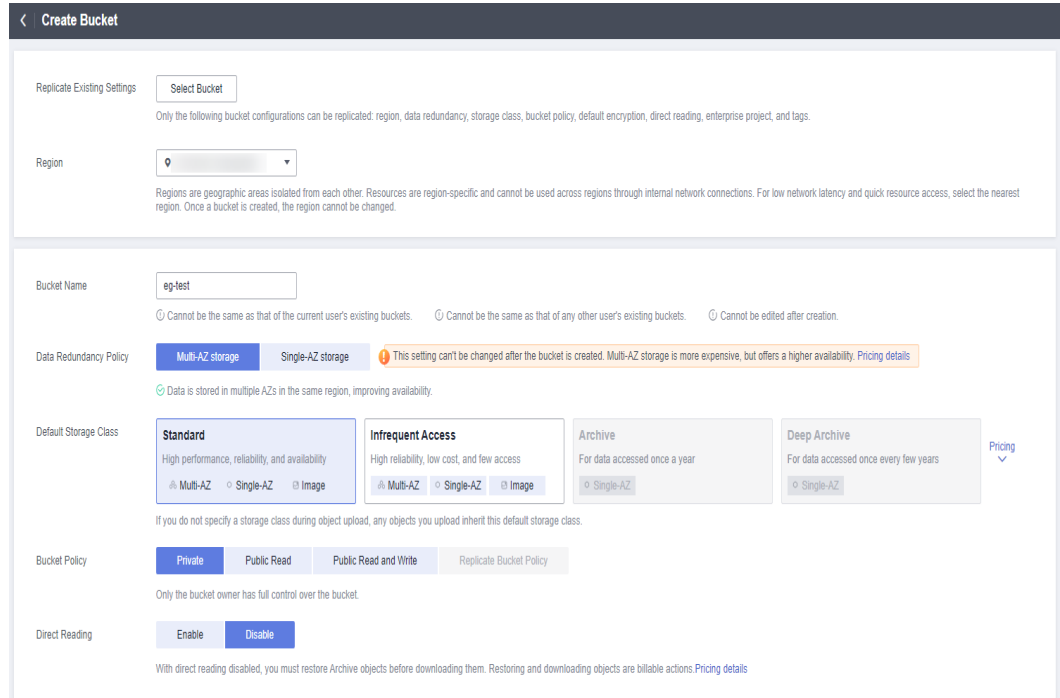 Create Bucket
Replicate Existing Settings
Select Bucket
Only the following bucket configurations can be replicated: region, data redundancy, storage class, bucket policy, default encryption, direct reading, enterprise project, and tags.
Region
Regions are geographic areas isolated from each other. Resources are region-specific and cannot be used across regions through internal network connections. For low network latency and quick resource access, select the nearest
region. Once a bucket is created, the region cannot be changed.
Bucket Name
eg-test
Cannot be the same as that of the current user's existing buckets. Cannot be the same as that of any other user's existing buckets. Cannot be edited after creation.
Data Redundancy Policy
Multi-AZ storage Single-AZ storage This setting can't be changed after the bucket is created. Multi-AZ storage is more expensive, but offers a higher availability. Pricing details
Data is stored in multiple AZs in the same region, improving availability.
Default Storage Class
Standard
High performance, reliability, and availability
Multi-AZ Single-AZ Image
Infrequent Access
High reliability, low cost, and few access
Multi-AZ Single-AZ Image
Archive
For data accessed once a year
Single-AZ
Deep Archive
For data accessed once every few years
Single-AZ
Pricing
If you do not specify a storage class during object upload, any objects you upload inherit this default storage class.
Bucket Policy
Private Public Read Public Read and Write Replicate Bucket Policy
Only the bucket owner has full control over the bucket.
Direct Reading
Enable Disable
With direct reading disabled, you must restore Archive objects before downloading them. Restoring and downloading objects are billable actions.Pricing details